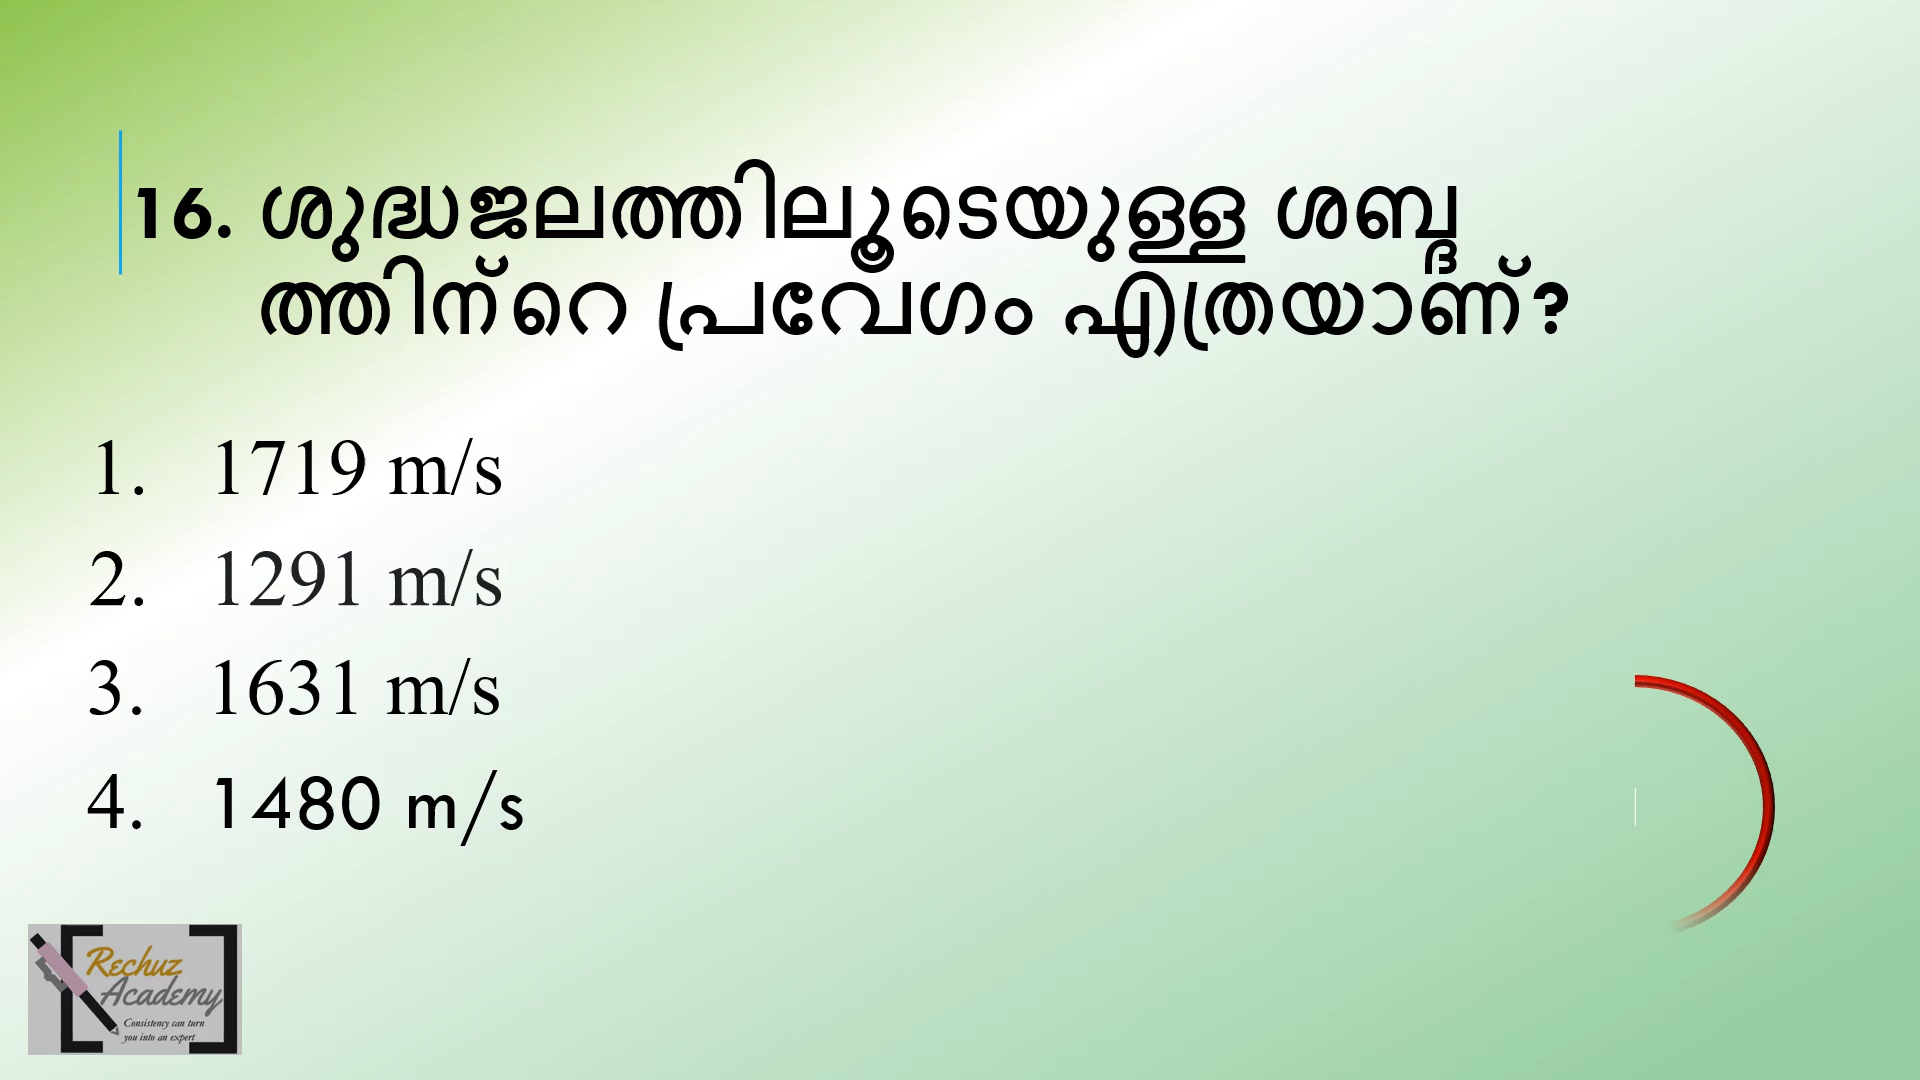 16. ശുദ്ധജലത്തിലൂടെയുള്ള ശബ്ദ
ത്തിന്റെ പ്രവേഗം എത്രയാണ്?
1. 1719 m/s
2. 1291 m/s
3. 1631 m/s
4. 1480 m/s
Rechuz
Academy
Consistency can turn
you into an expert